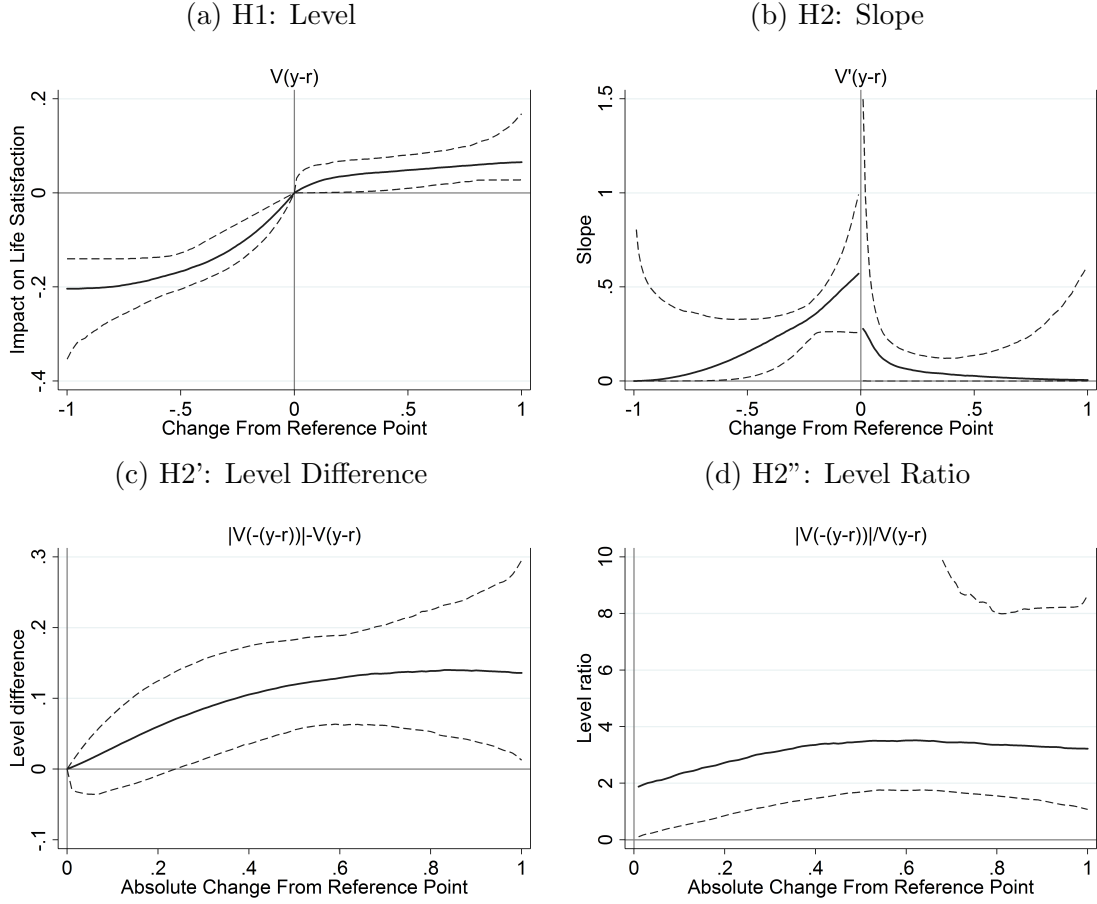 (a) H1: Level
V(y-r)
Impact on Life Satisfaction
.2
0
-.2
-.4
-1
-.5
0
.5
1
Change From Reference Point
(b) H2: Slope
V'(y-r)
Slope
1.5
1
.5
0
-1
-.5
0
.5
1
Change From Reference Point
(c) H2': Level Difference
|V(-(y-r))|-V(y-r)
Level difference
.3
.2
.1
0
-.1
0
.2
.4
.6
.8
1
Absolute Change From Reference Point
(d) H2": Level Ratio
|V(-(y-r))|/V(y-r)
Level ratio
10
8
6
4
2
0
0
.2
.4
.6
.8
1
Absolute Change From Reference Point